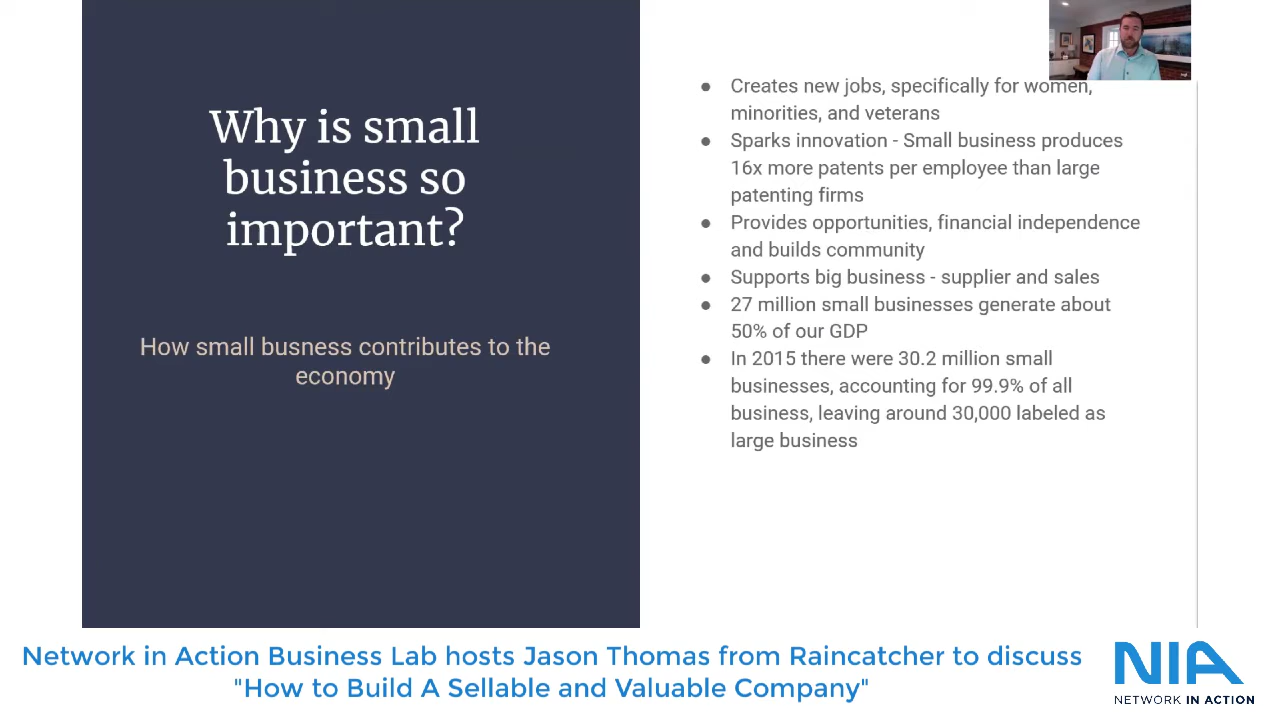 Why is small
business so
important?
How small busness contributes to the
economy
● Creates new jobs, specifically for women,
minorities, and veterans
● Sparks innovation - Small business produces
16x more patents per employee than large
patenting firms
● Provides opportunities, financial independence
and builds community
● Supports big business - supplier and sales
● 27 million small businesses generate about
50% of our GDP
● In 2015 there were 30.2 million small
businesses, accounting for 99.9% of all
business, leaving around 30,000 labeled as
large business
Network in Action Business Lab hosts Jason Thomas from Raincatcher to discuss
"How to Build A Sellable and Valuable Company"
NIA
NETWORK IN ACTION